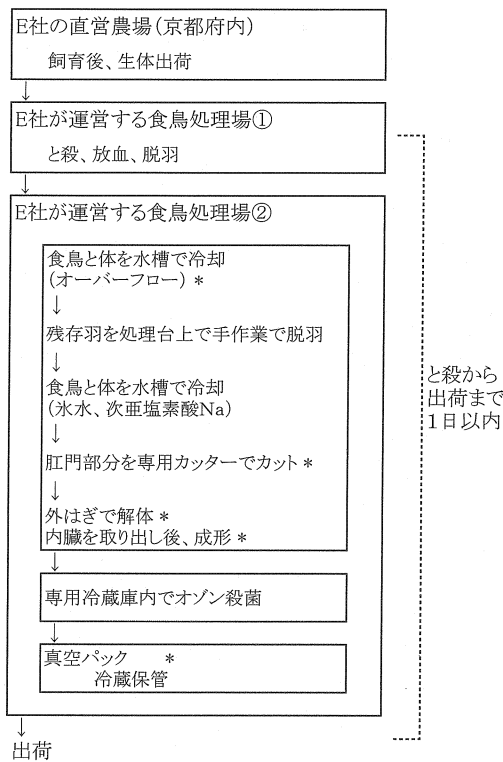 E社の直営農場(京都府内)
飼育後、生体出荷
↓
E社が運営する食鳥処理場①
と殺、放血、脱羽
↓
E社が運営する食鳥処理場②
食鳥と体を水槽で冷却
(オーバーフロー) *
↓
残存羽を処理台上で手作業で脱羽
↓
食鳥と体を水槽で冷却
(氷水、次亜塩素酸Na)
↓
肛門部分を専用カッターでカット *
↓
外はぎで解体 *
内臓を取り出し後、成形 *
↓
専用冷蔵庫内でオゾン殺菌
↓
真空パック *
冷蔵保管
↓
出荷
と殺から
出荷まで
1日以内